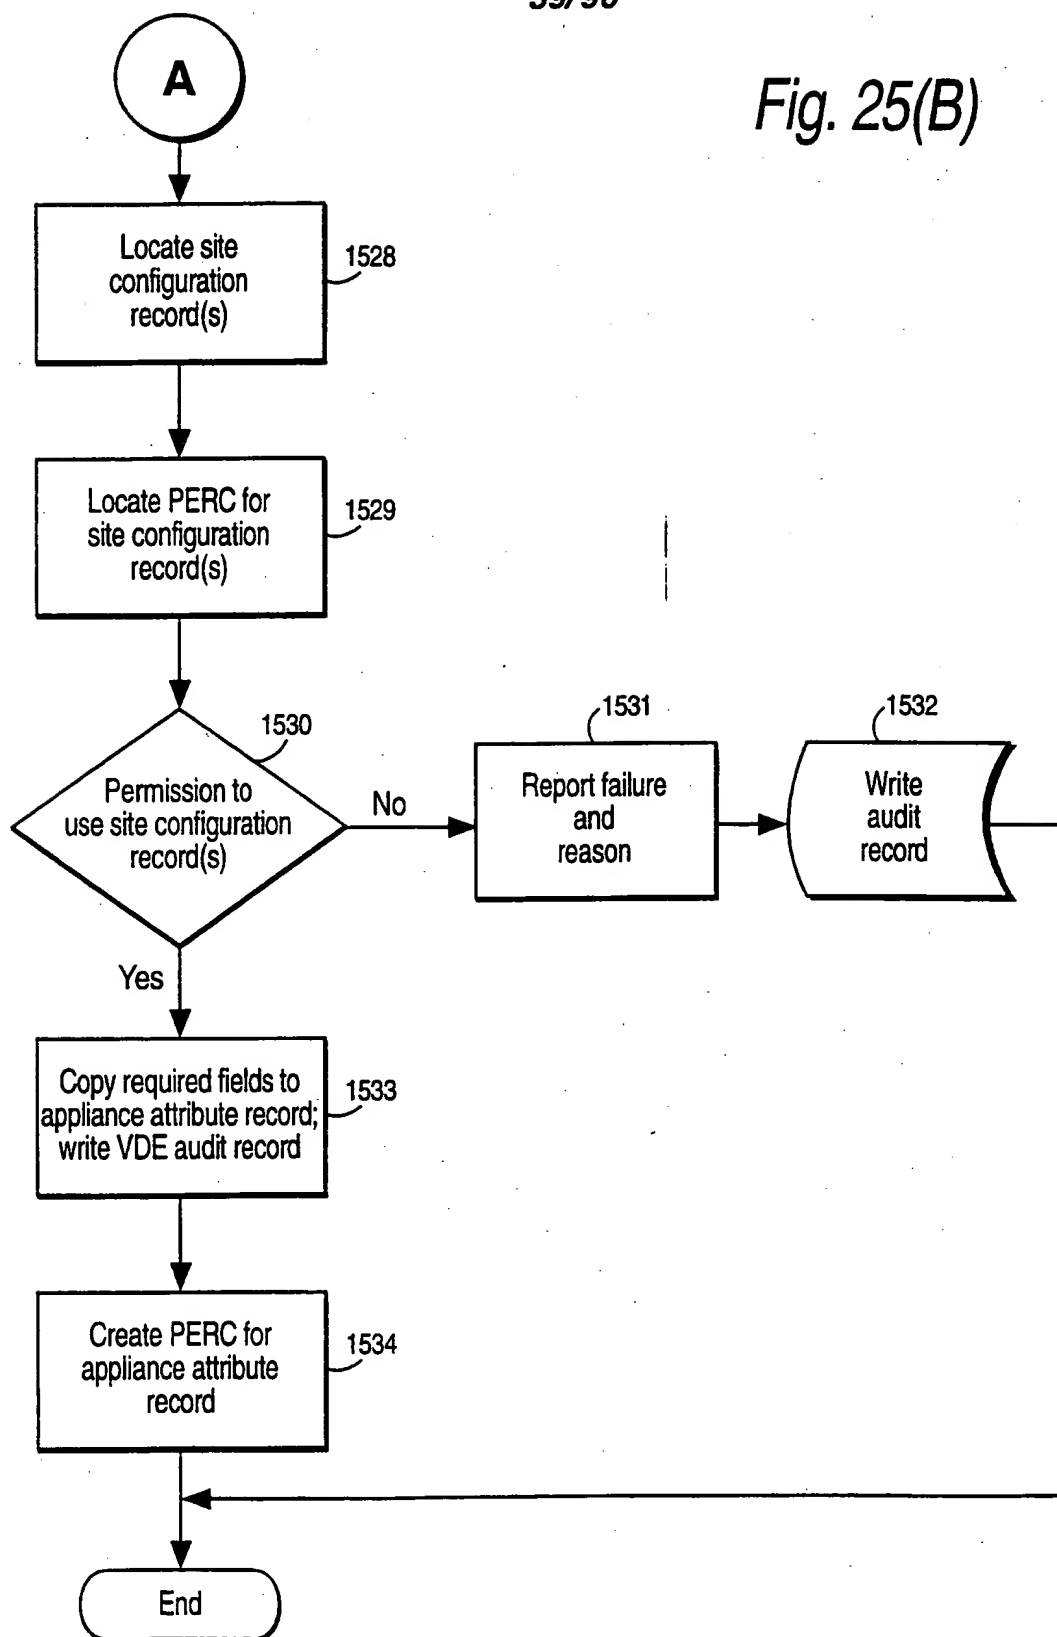 39/90
Fig. 25(B)
A
Locate site
configuration
record(s)
1528
Locate PERC for
site configuration
record(s)
1529
1530
Permission to
use site configuration
record(s)
No
1531
Report failure
and
reason
1532
Write
audit
record
Yes
Copy required fields to
appliance attribute record;
write VDE audit record
1533
Create PERC for
appliance attribute
record
1534
End